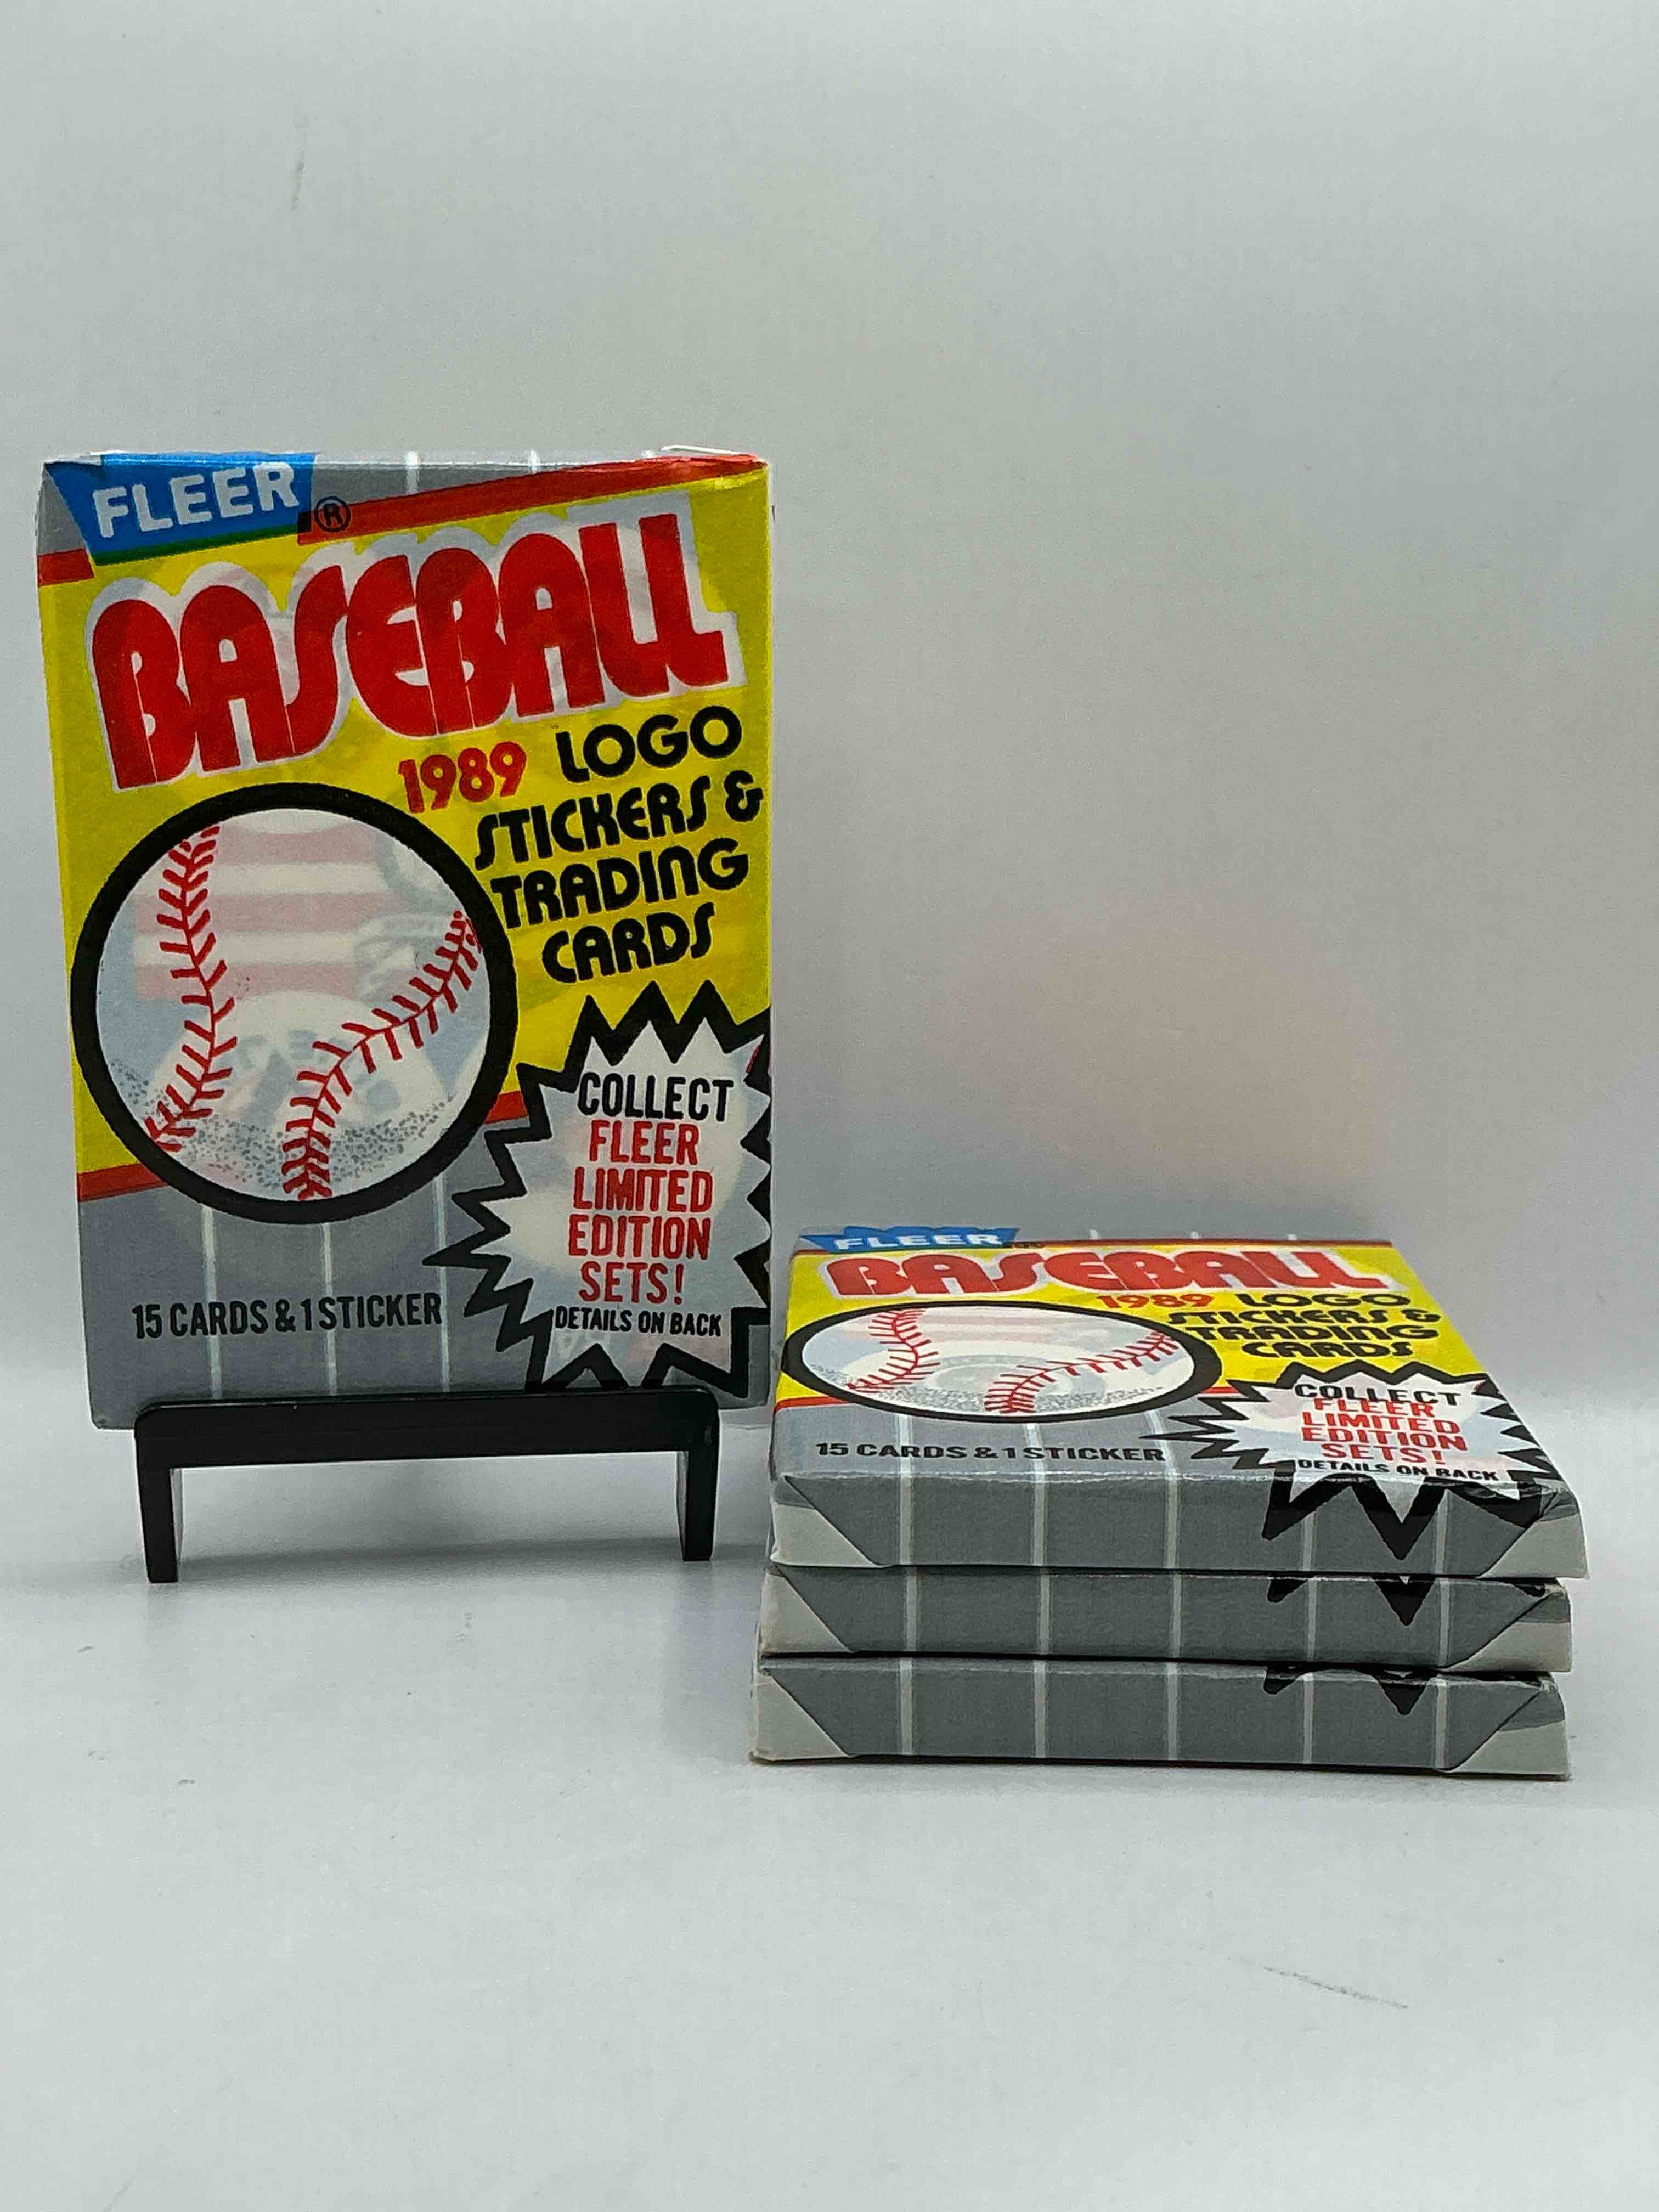 FLEER ®
BASEBALL
1989 LOGO
STICKERS &
TRADING
CARDS
COLLECT
FLEER
LIMITED
EDITION
SETS!
DETAILS ON BACK
15 CARDS & 1 STICKER
FLEER
BASEBALL
1989 LOGO
STICKERS &
TRADING
CARDS
COLLECT
FLEER
LIMITED
EDITION
SETS!
DETAILS ON BACK
15 CARDS & 1 STICKER